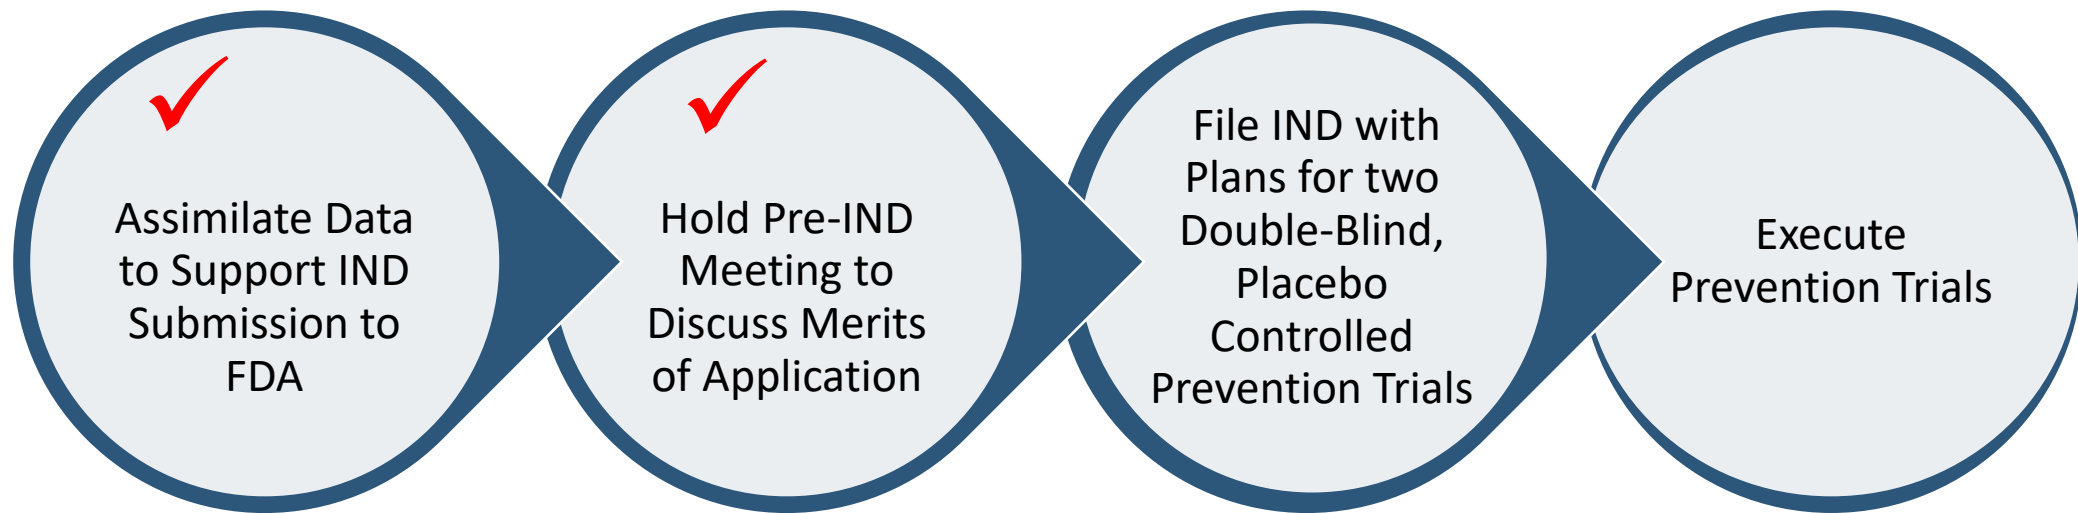 Assimilate Data
to Support IND
Submission to
FDA
Hold Pre-IND
Meeting to
Discuss Merits
of Application
File IND with
Plans for two
Double-Blind,
Placebo
Controlled
Prevention Trials
Execute
Prevention Trials